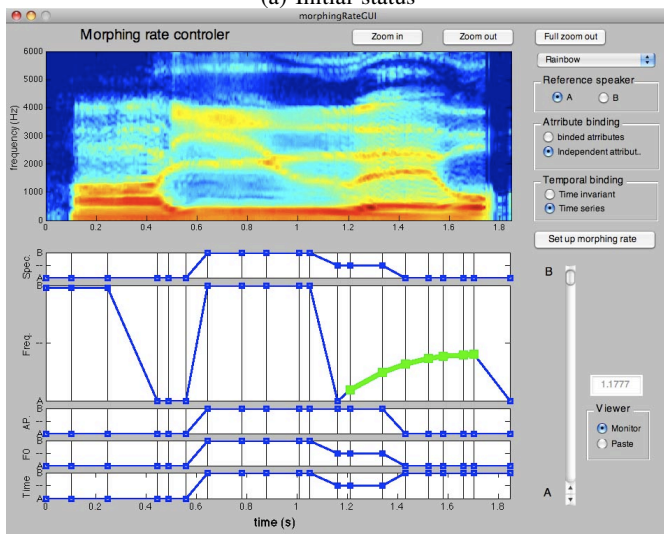 (a) Initial status
morphingRateGUI
Morphing rate controler
Zoom in
Zoom out
Full zoom out
Rainbow
Reference speaker
A
B
Attribute binding
binded attributes
Independent attribut..
Temporal binding
Time invariant
Time series
Set up morphing rate
frequency (Hz)
6000
5000
4000
3000
2000
1000
0
0 0.2 0.4 0.6 0.8 1 1.2 1.4 1.6 1.8
Spec.
B
--
A
Freq.
B
--
A
AP.
B
--
A
F0
B
--
A
Time
B
--
A
0 0.2 0.4 0.6 0.8 1 1.2 1.4 1.6 1.8
time (s)
B
A
1.1777
Viewer
Monitor
Paste